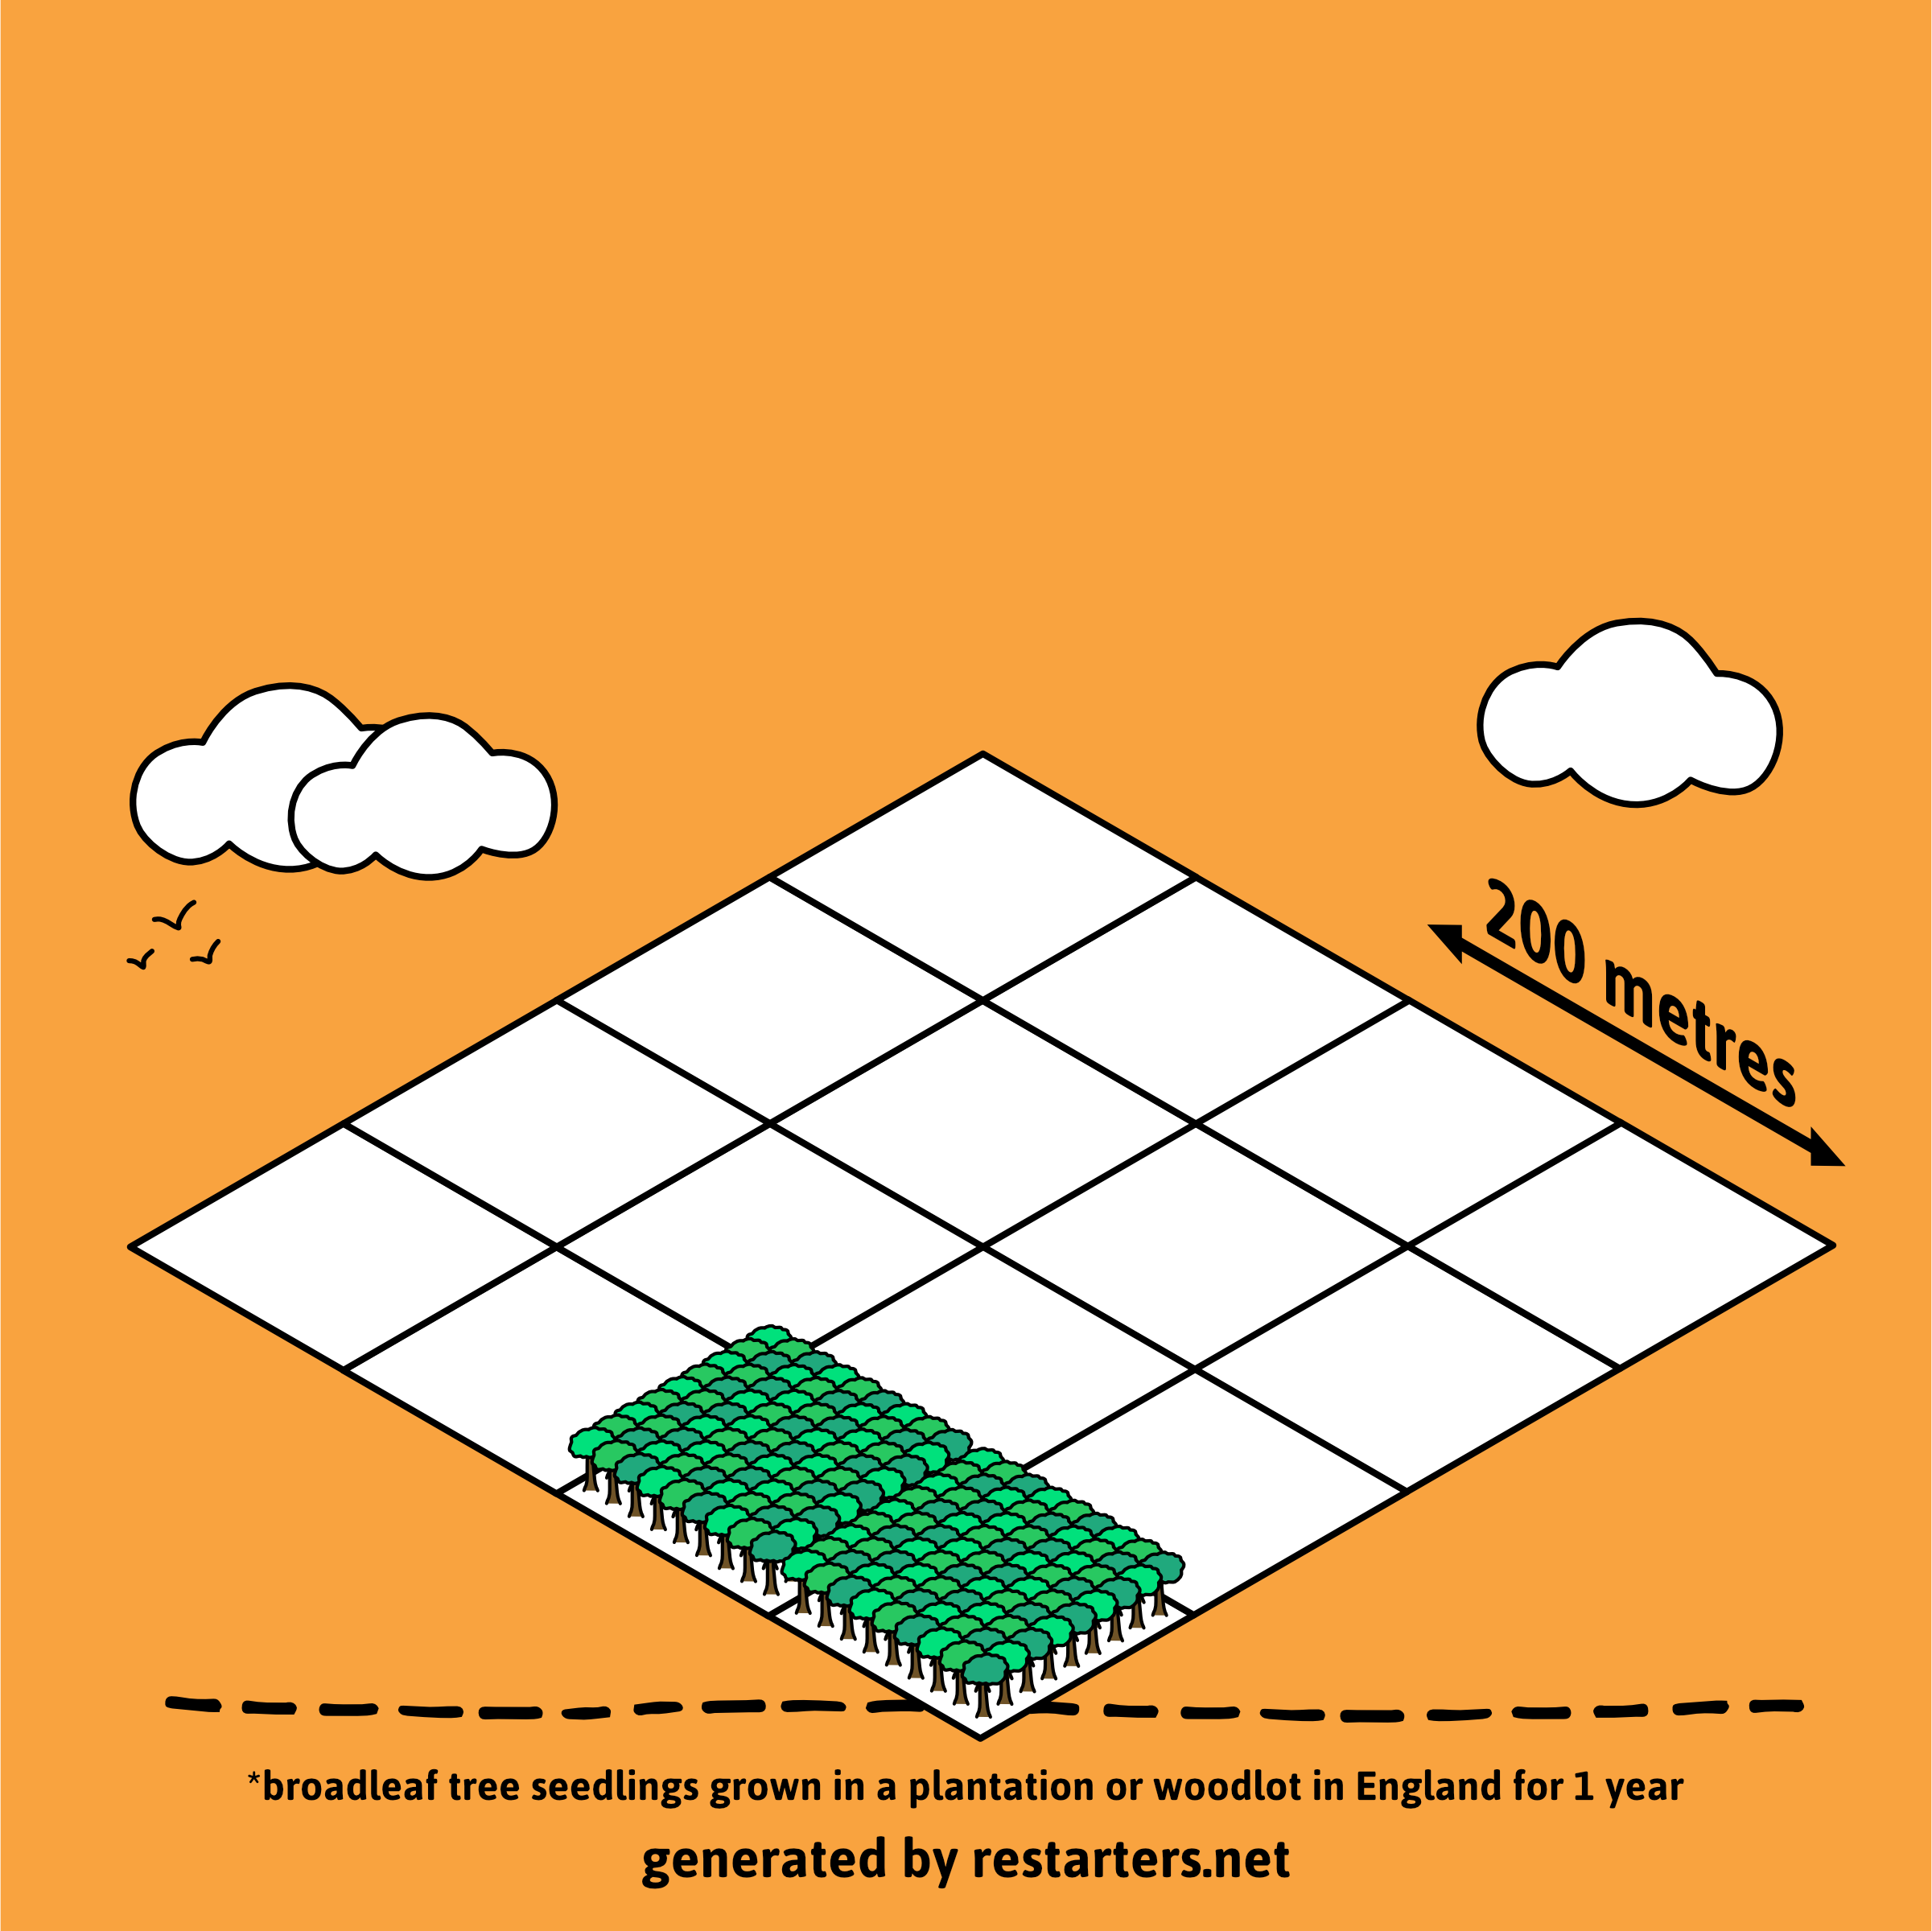 200 metres
*broadleaf tree seedlings grown in a plantation or woodlot in England for 1 year
generated by restarters.net